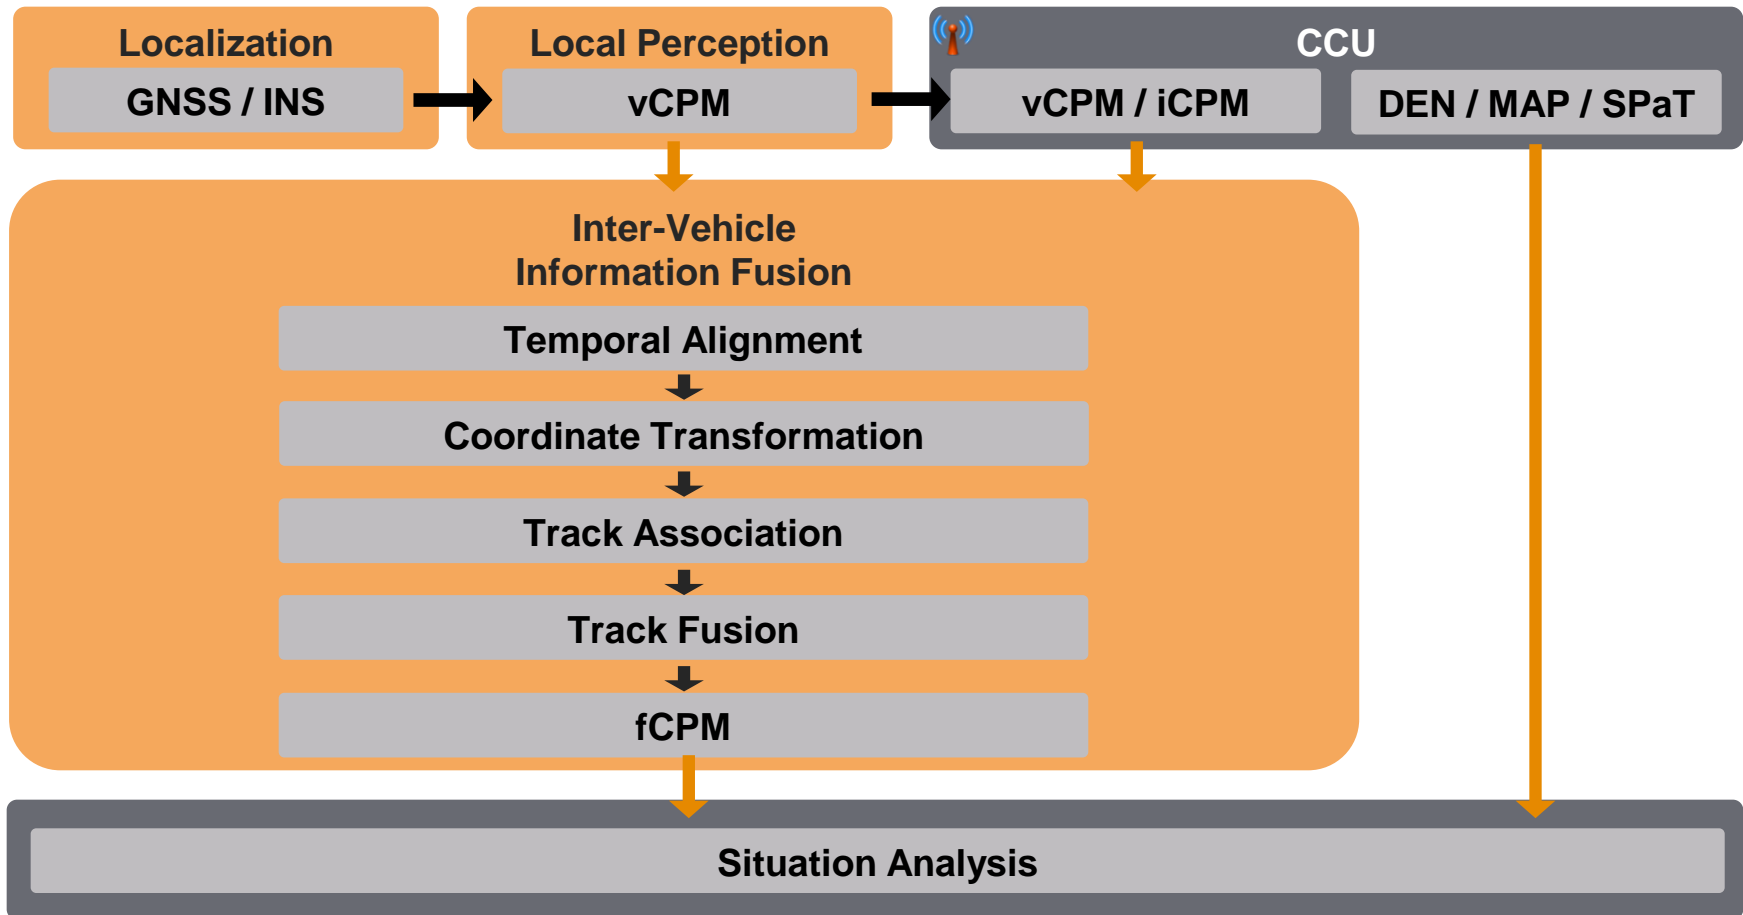 Localization
GNSS / INS
Local Perception
vCPM
CCU
vCPM / iCPM
DEN / MAP / SPaT
Inter-Vehicle
Information Fusion
Temporal Alignment
Coordinate Transformation
Track Association
Track Fusion
fCPM
Situation Analysis